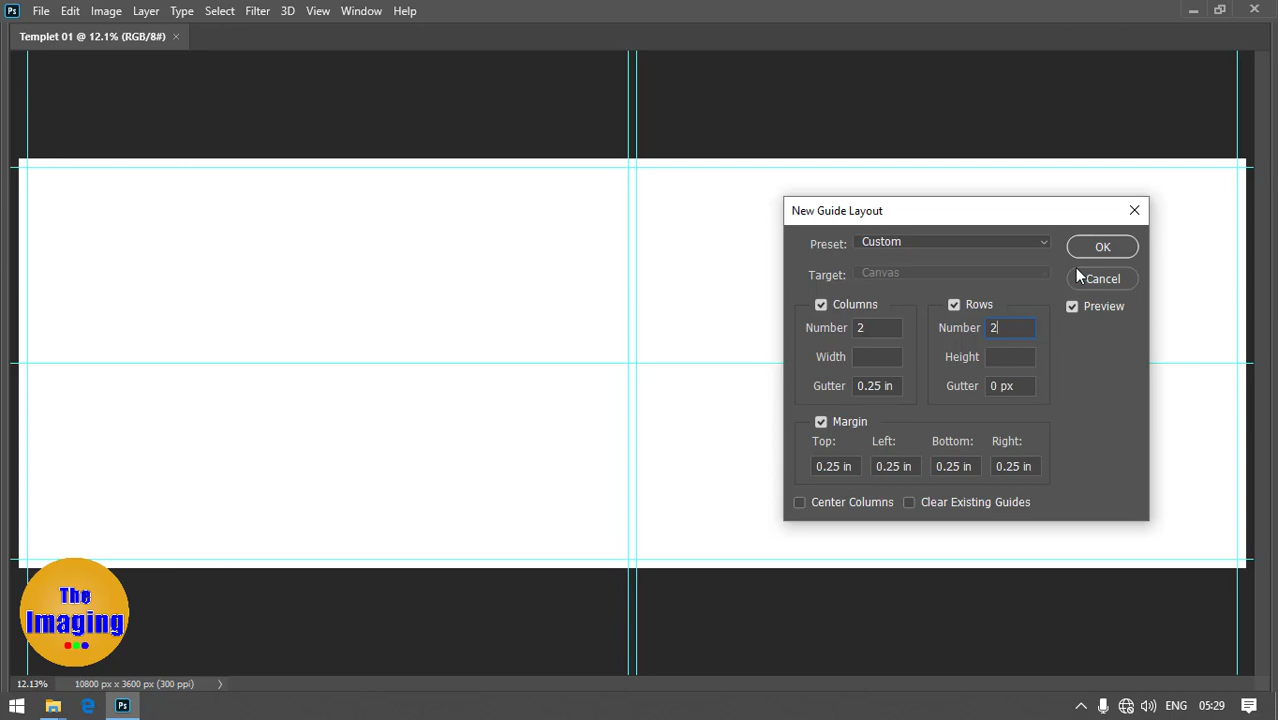 Ps File Edit Image Layer Type Select Filter 3D View Window Help
Templet 01 @ 12.1% (RGB/8#) ×
New Guide Layout
Preset: Custom OK
Target: Canvas Cancel
Columns Rows Preview
Number 2 Number 2
Width Height
Gutter 0.25 in Gutter 0 px
Margin
Top: Left: Bottom: Right:
0.25 in 0.25 in 0.25 in 0.25 in
Center Columns Clear Existing Guides
The
Imaging
12.13% 10800 px x 3600 px (300 ppi)
Ps ENG 05:29